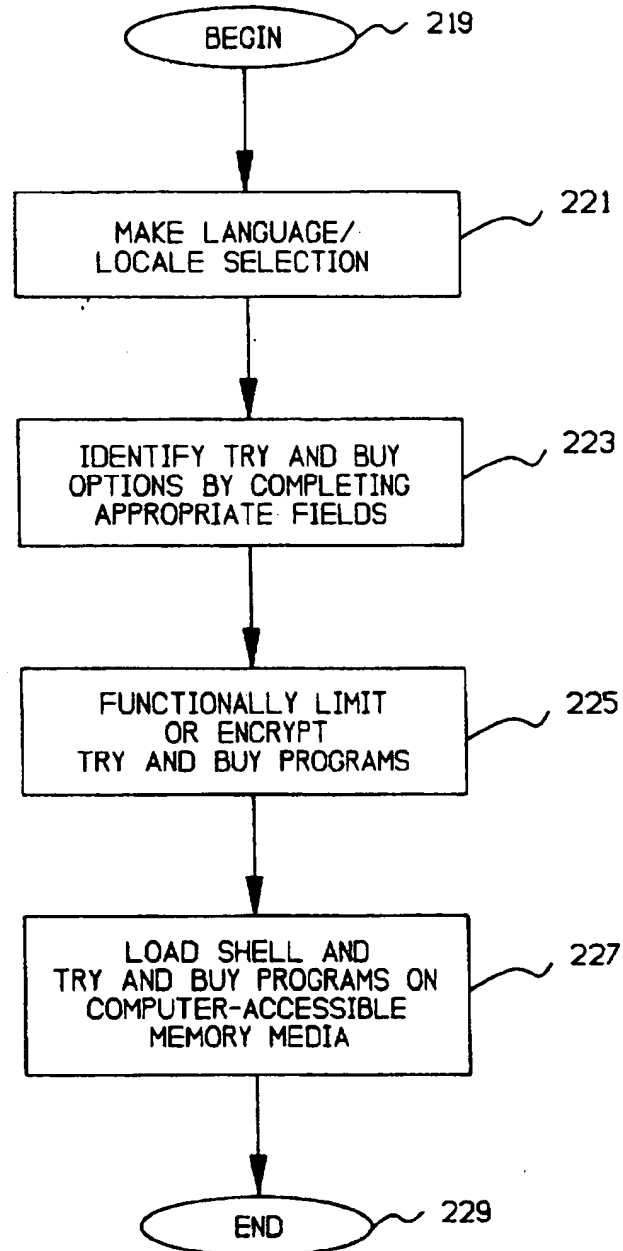 BEGIN
219
MAKE LANGUAGE/
LOCALE SELECTION
221
IDENTIFY TRY AND BUY
OPTIONS BY COMPLETING
APPROPRIATE FIELDS
223
FUNCTIONALLY LIMIT
OR ENCRYPT
TRY AND BUY PROGRAMS
225
LOAD SHELL AND
TRY AND BUY PROGRAMS ON
COMPUTER-ACCESSIBLE
MEMORY MEDIA
227
END
229